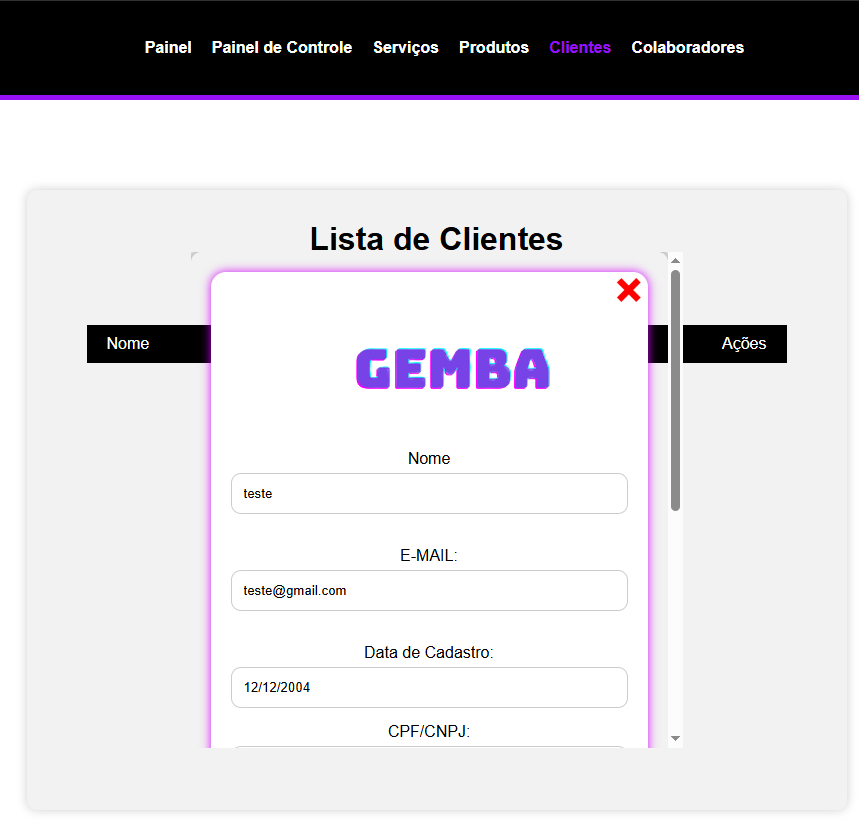 Painel Painel de Controle Serviços Produtos Clientes Colaboradores
Lista de Clientes
Nome Ações
GEMBA
Nome
teste
E-MAIL:
teste@gmail.com
Data de Cadastro:
12/12/2004
CPF/CNPJ: